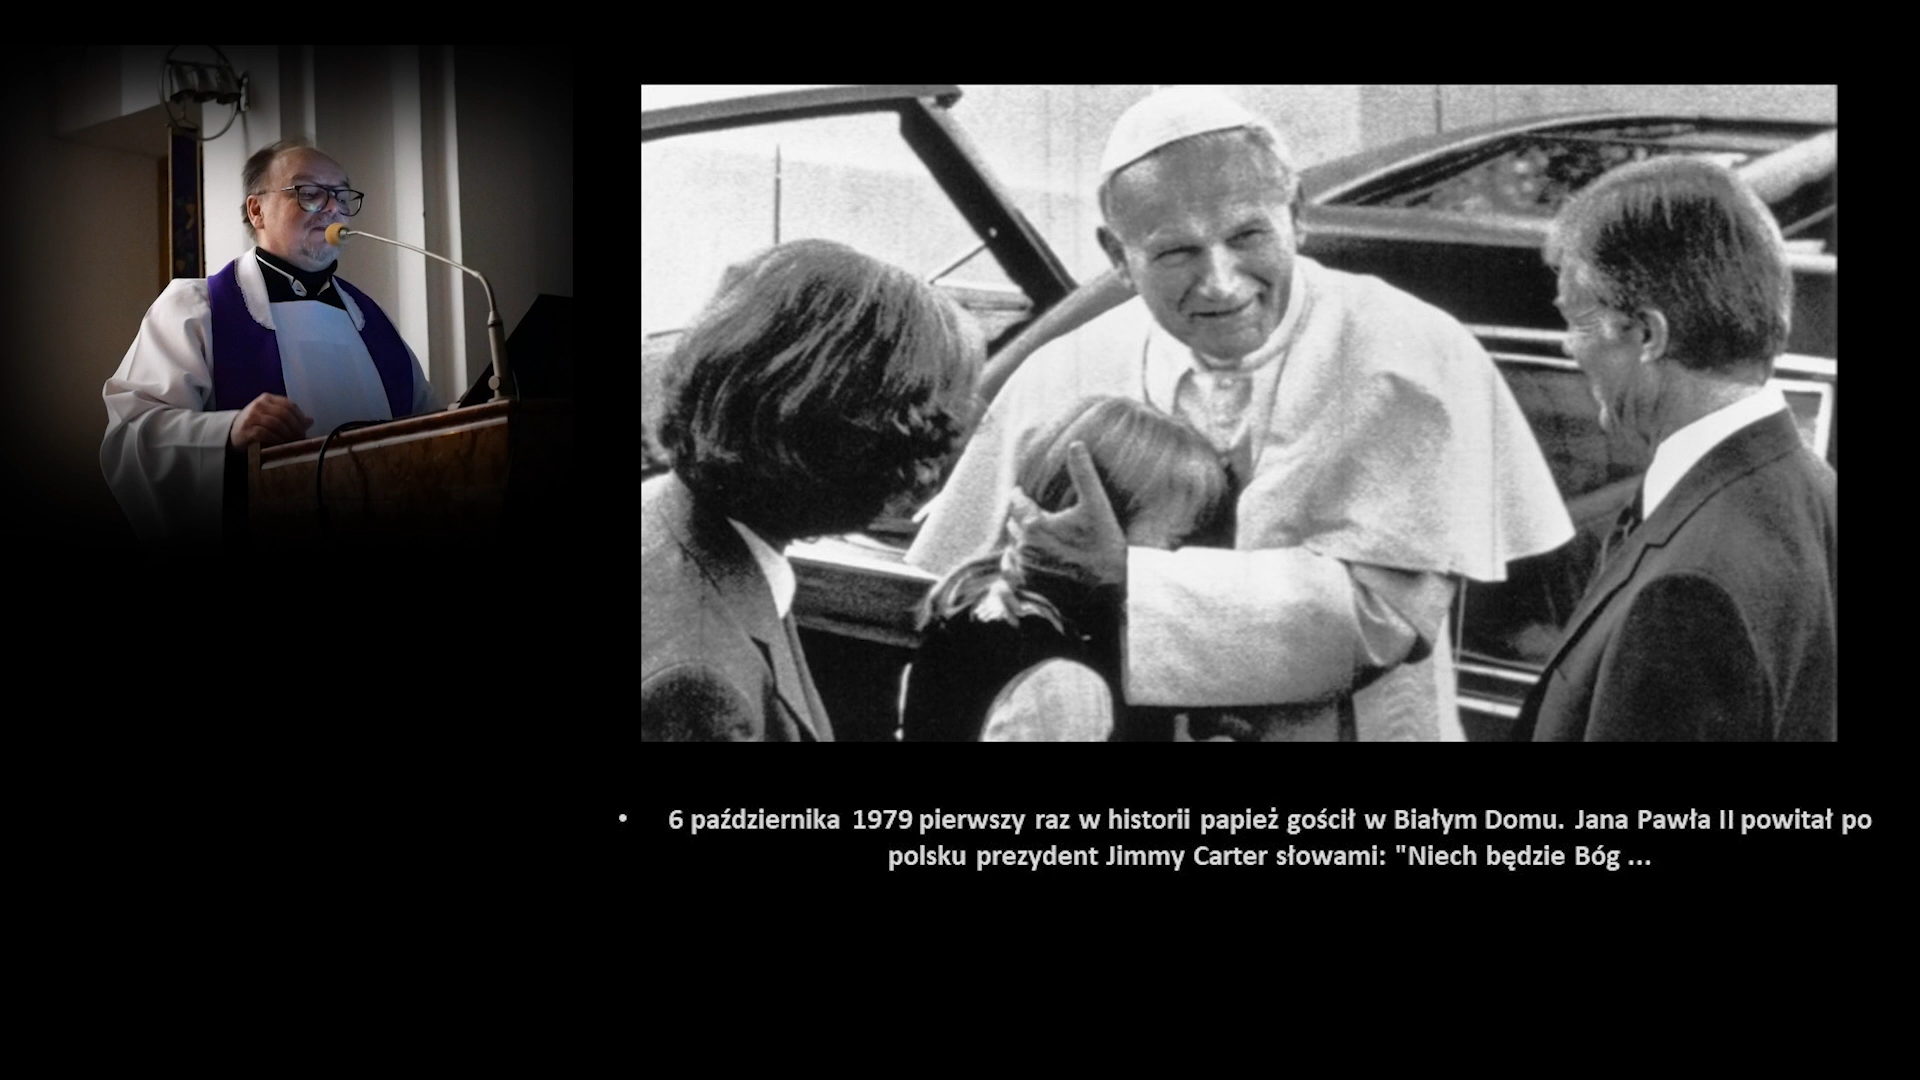 • 6 października 1979 pierwszy raz w historii papież gościł w Białym Domu. Jana Pawła II powitał po
polsku prezydent Jimmy Carter słowami: "Niech będzie Bóg ...